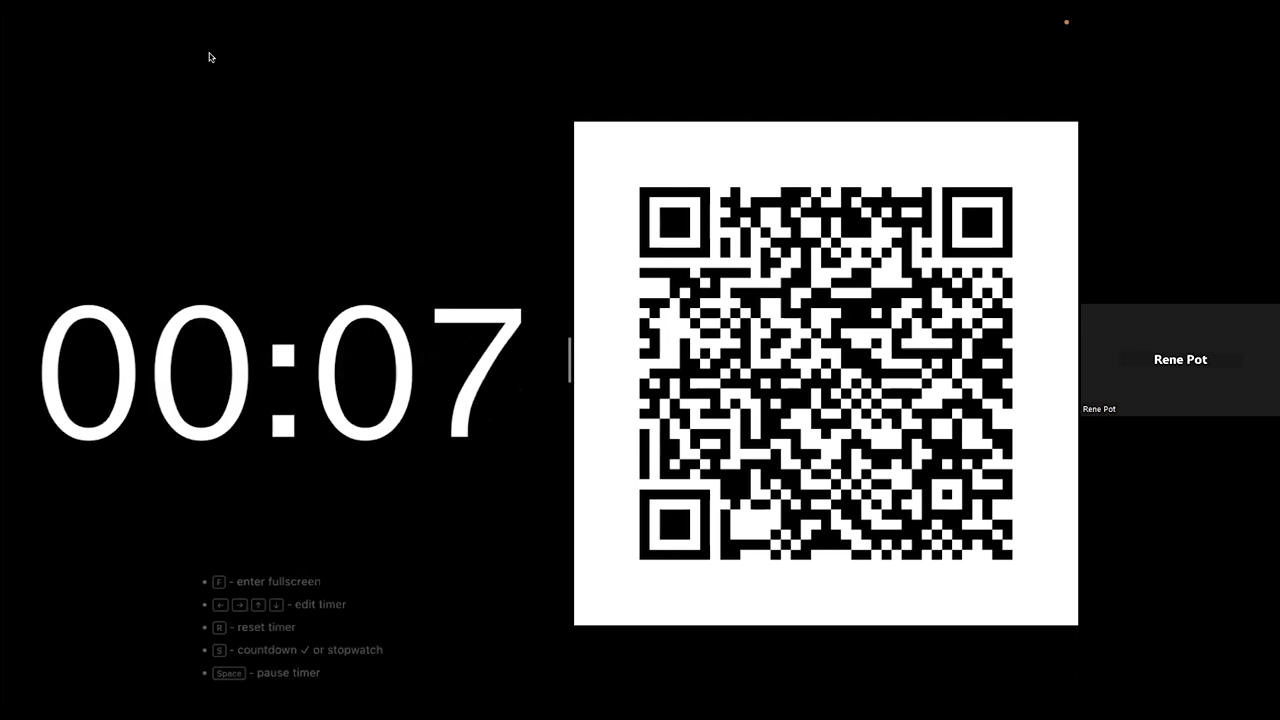 00:07
Rene Pot
Rene Pot
F - enter fullscreen
← → ↑ ↓ - edit timer
R - reset timer
S - countdown ✓ or stopwatch
Space - pause timer